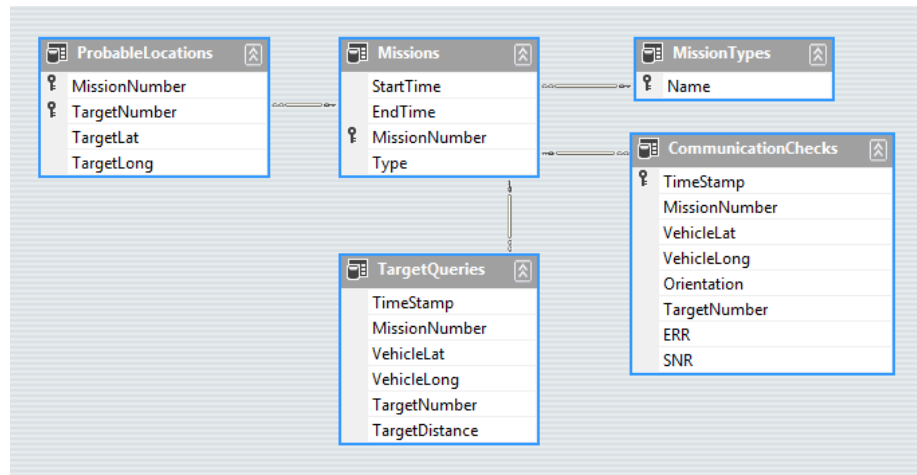 ProbableLocations
MissionNumber
TargetNumber
TargetLat
TargetLong
Missions
StartTime
EndTime
MissionNumber
Type
MissionTypes
Name
CommunicationChecks
TimeStamp
MissionNumber
VehicleLat
VehicleLong
Orientation
TargetNumber
ERR
SNR
TargetQueries
TimeStamp
MissionNumber
VehicleLat
VehicleLong
TargetNumber
TargetDistance